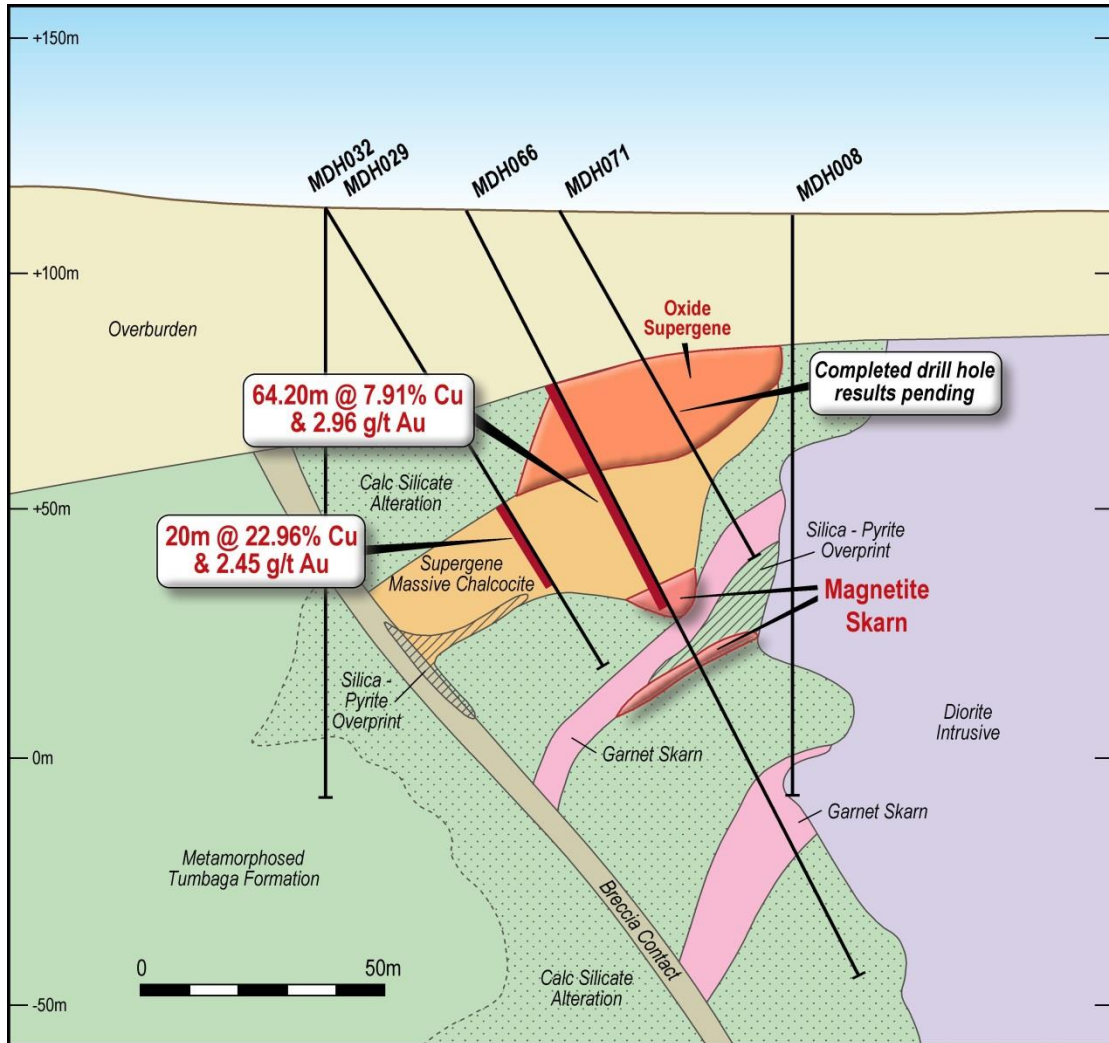 +150m
MDH032
MDH029
MDH066
MDH071
MDH008
+100m
Overburden
Oxide
Supergene
64.20m @ 7.91% Cu
& 2.96 g/t Au
Completed drill hole
results pending
Calc Silicate
Alteration
+50m
20m @ 22.96% Cu
& 2.45 g/t Au
Supergene
Massive Chalcocite
Silica - Pyrite
Overprint
Magnetite
Skarn
Silica -
Pyrite
Overprint
Garnet Skarn
Diorite
Intrusive
0m
Garnet Skarn
Metamorphosed
Tumbaga Formation
Breccia Contact
0 50m
Calc Silicate
Alteration
-50m